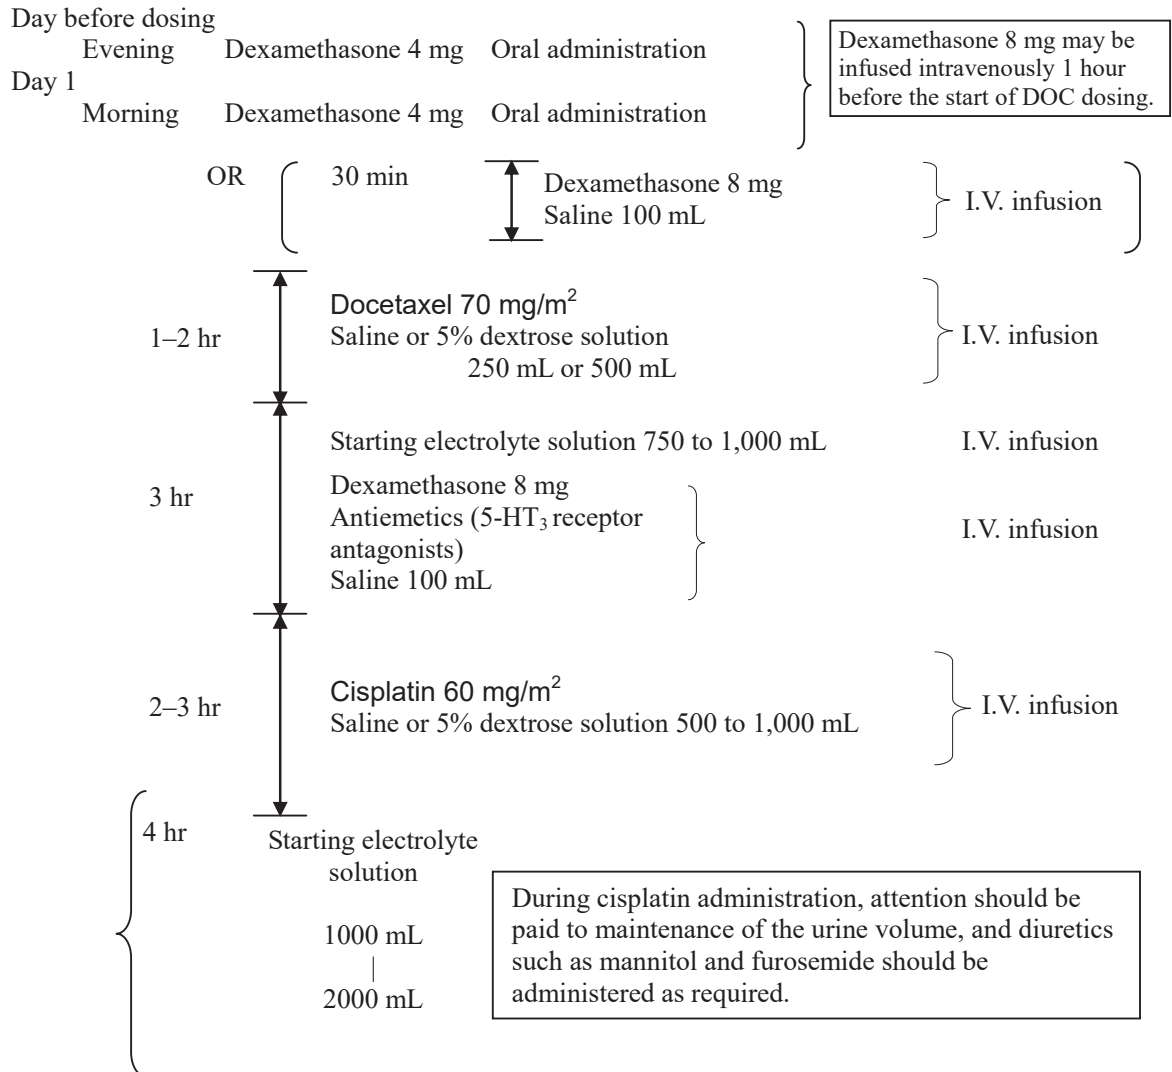 Day before dosing
Evening Dexamethasone 4 mg Oral administration
Day 1
Morning Dexamethasone 4 mg Oral administration
Dexamethasone 8 mg may be
infused intravenously 1 hour
before the start of DOC dosing.
OR 30 min Dexamethasone 8 mg
Saline 100 mL
I.V. infusion
1–2 hr
Docetaxel 70 mg/m²
Saline or 5% dextrose solution
250 mL or 500 mL
I.V. infusion
3 hr
Starting electrolyte solution 750 to 1,000 mL I.V. infusion
Dexamethasone 8 mg
Antiemetics (5-HT₃ receptor
antagonists)
Saline 100 mL
I.V. infusion
2–3 hr
Cisplatin 60 mg/m²
Saline or 5% dextrose solution 500 to 1,000 mL
I.V. infusion
4 hr
Starting electrolyte
solution
1000 mL
|
2000 mL
During cisplatin administration, attention should be
paid to maintenance of the urine volume, and diuretics
such as mannitol and furosemide should be
administered as required.